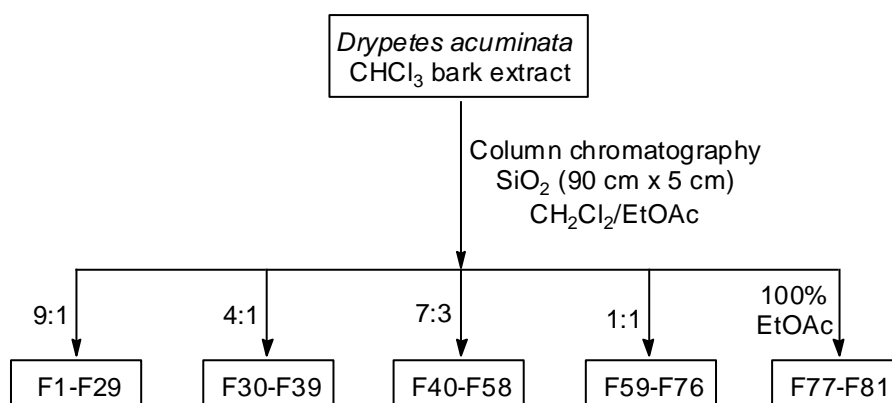 Drypetes acuminata
CHCl₃ bark extract
Column chromatography
SiO₂ (90 cm x 5 cm)
CH₂Cl₂/EtOAc
9:1
4:1
7:3
1:1
100%
EtOAc
F1-F29
F30-F39
F40-F58
F59-F76
F77-F81